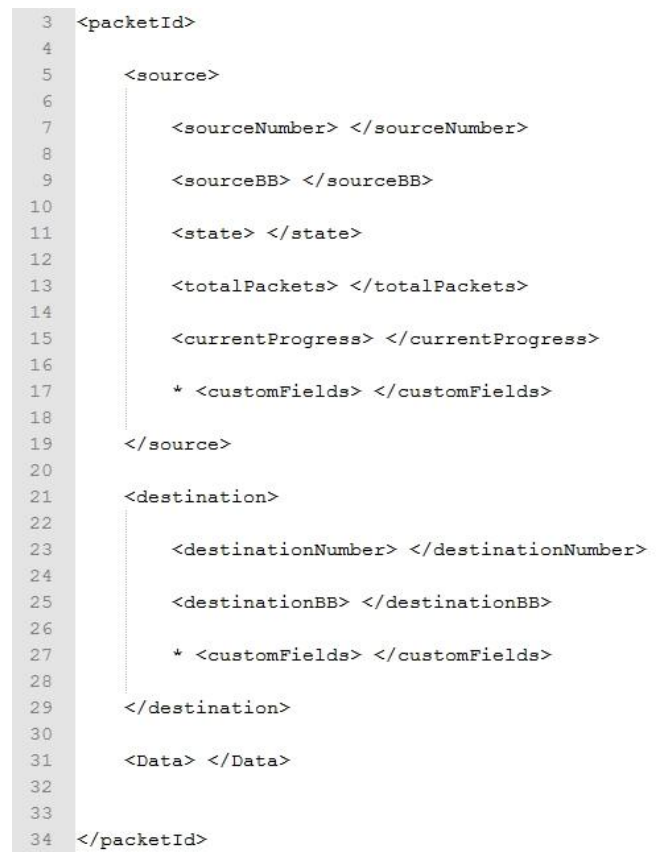 3 <packetId>
4
5 <source>
6
7 <sourceNumber> </sourceNumber>
8
9 <sourceBB> </sourceBB>
10
11 <state> </state>
12
13 <totalPackets> </totalPackets>
14
15 <currentProgress> </currentProgress>
16
17 * <customFields> </customFields>
18
19 </source>
20
21 <destination>
22
23 <destinationNumber> </destinationNumber>
24
25 <destinationBB> </destinationBB>
26
27 * <customFields> </customFields>
28
29 </destination>
30
31 <Data> </Data>
32
33
34 </packetId>